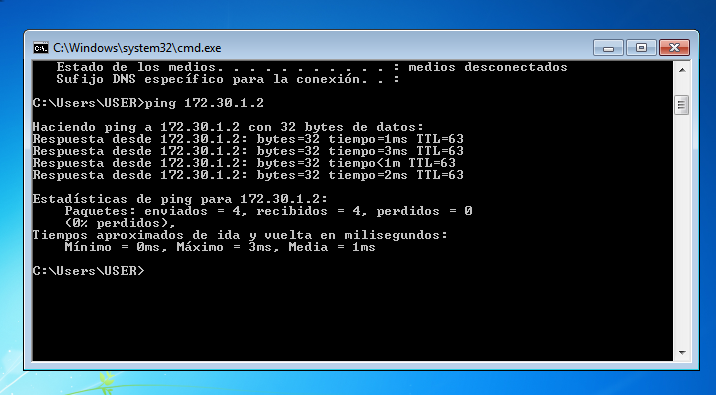 C:\Windows\system32\cmd.exe
Estado de los medios. . . . . . . . . . . : medios desconectados
Sufijo DNS específico para la conexión. . :
C:\Users\USER>ping 172.30.1.2
Haciendo ping a 172.30.1.2 con 32 bytes de datos:
Respuesta desde 172.30.1.2: bytes=32 tiempo=1ms TTL=63
Respuesta desde 172.30.1.2: bytes=32 tiempo=3ms TTL=63
Respuesta desde 172.30.1.2: bytes=32 tiempo<1m TTL=63
Respuesta desde 172.30.1.2: bytes=32 tiempo=2ms TTL=63
Estadísticas de ping para 172.30.1.2:
Paquetes: enviados = 4, recibidos = 4, perdidos = 0
(0% perdidos),
Tiempos aproximados de ida y vuelta en milisegundos:
Mínimo = 0ms, Máximo = 3ms, Media = 1ms
C:\Users\USER>